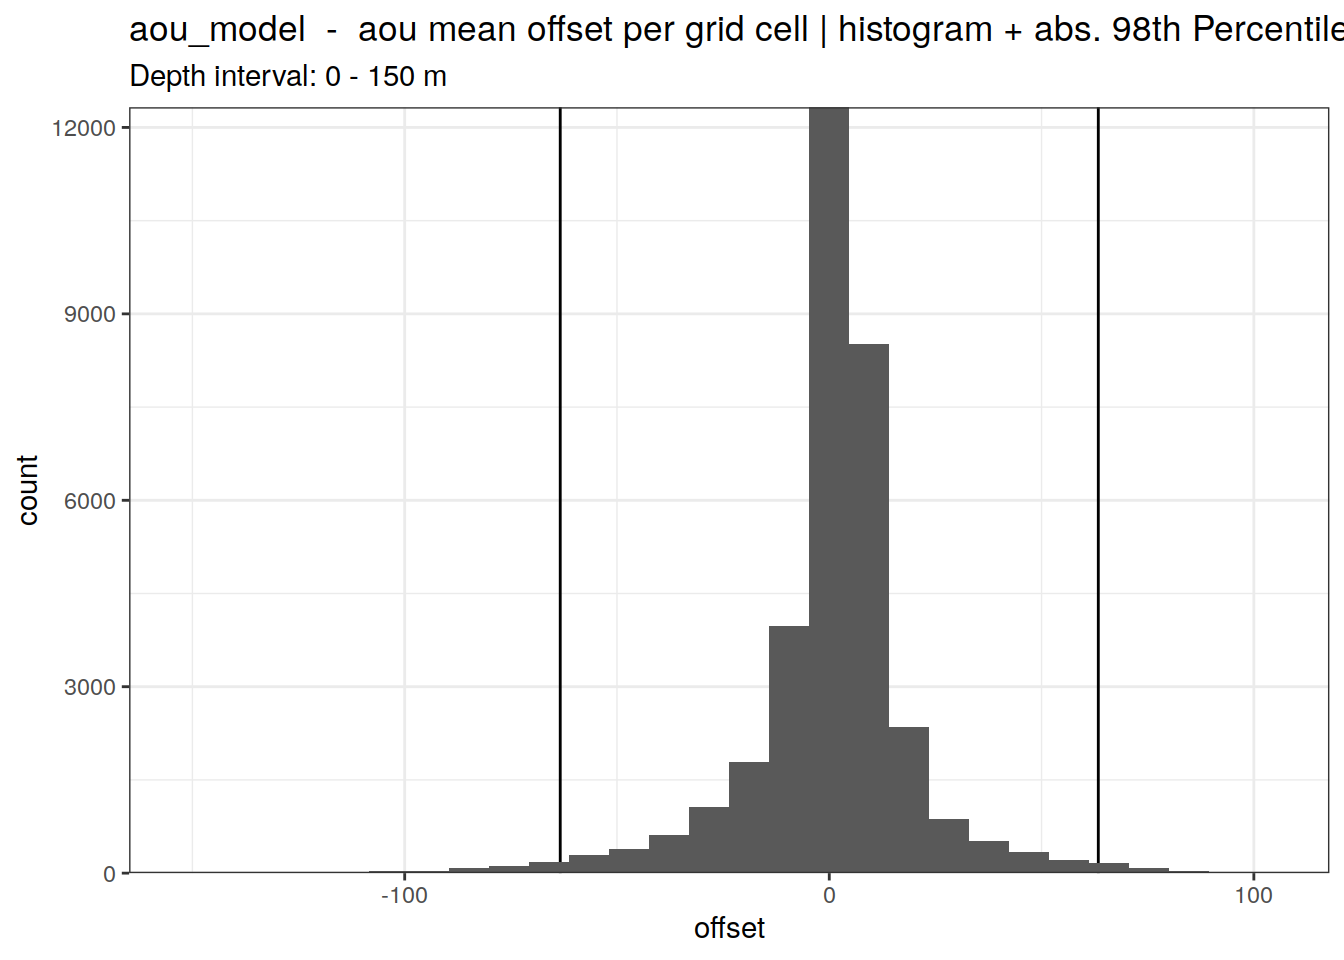 aou_model  -  aou mean offset per grid cell | histogram + abs. 98th Percentile
Depth interval: 0 - 150 m
12000
9000
6000
3000
0
count
-100
0
100
offset